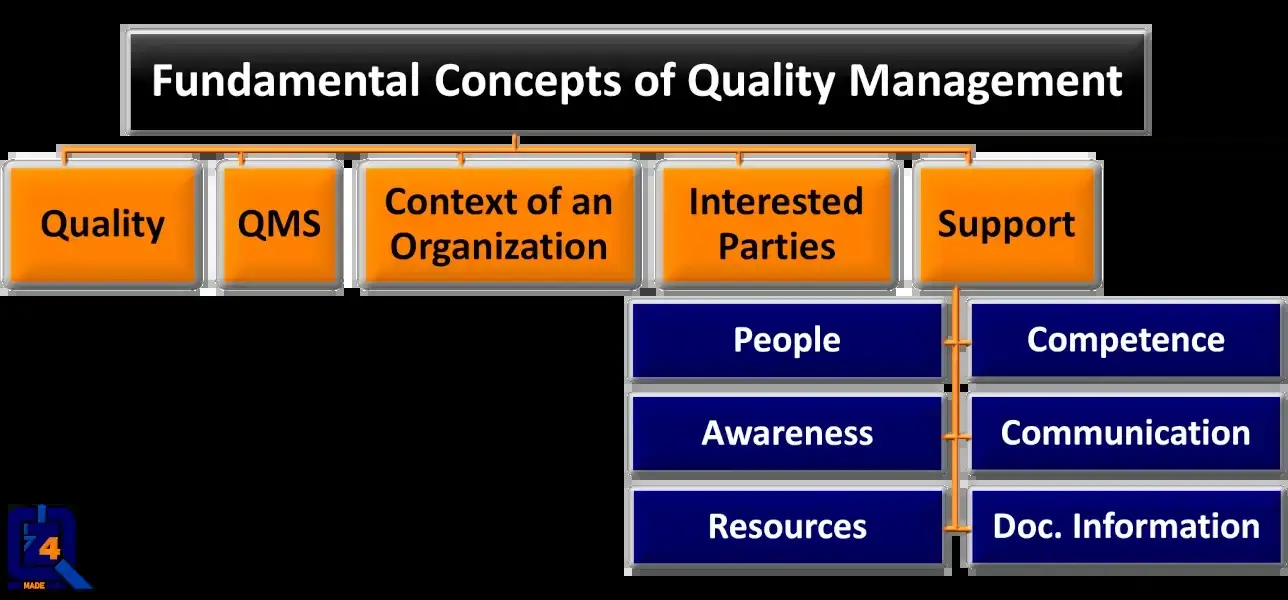 Fundamental Concepts of Quality Management
Quality
QMS
Context of an
Organization
Interested
Parties
Support
People
Competence
Awareness
Communication
Resources
Doc. Information
74
MADE